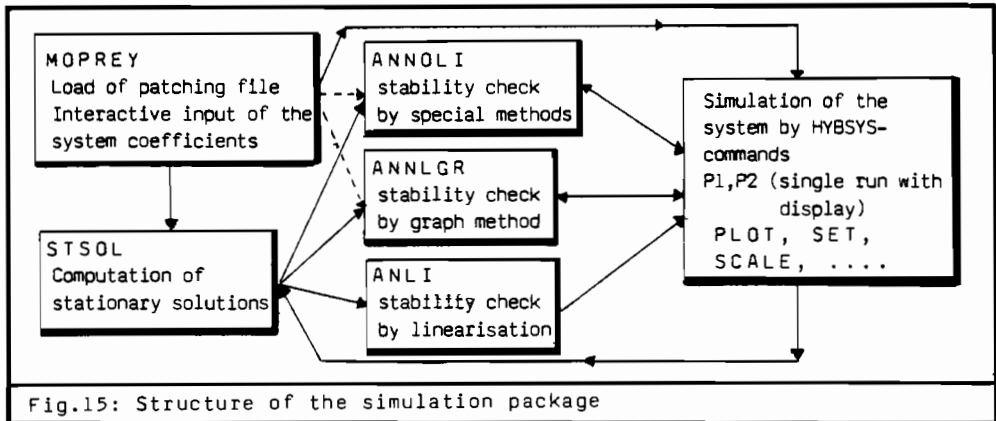 MOPREY
Load of patching file
Interactive input of the
system coefficients
STSOL
Computation of
stationary solutions
ANNOLI
stability check
by special methods
ANNLGR
stability check
by graph method
ANLI
stability check
by linearisation
Simulation of the
system by HYBSYS-
commands
P1,P2 (single run with
display)
PLOT, SET,
SCALE, ....
Fig.15: Structure of the simulation package